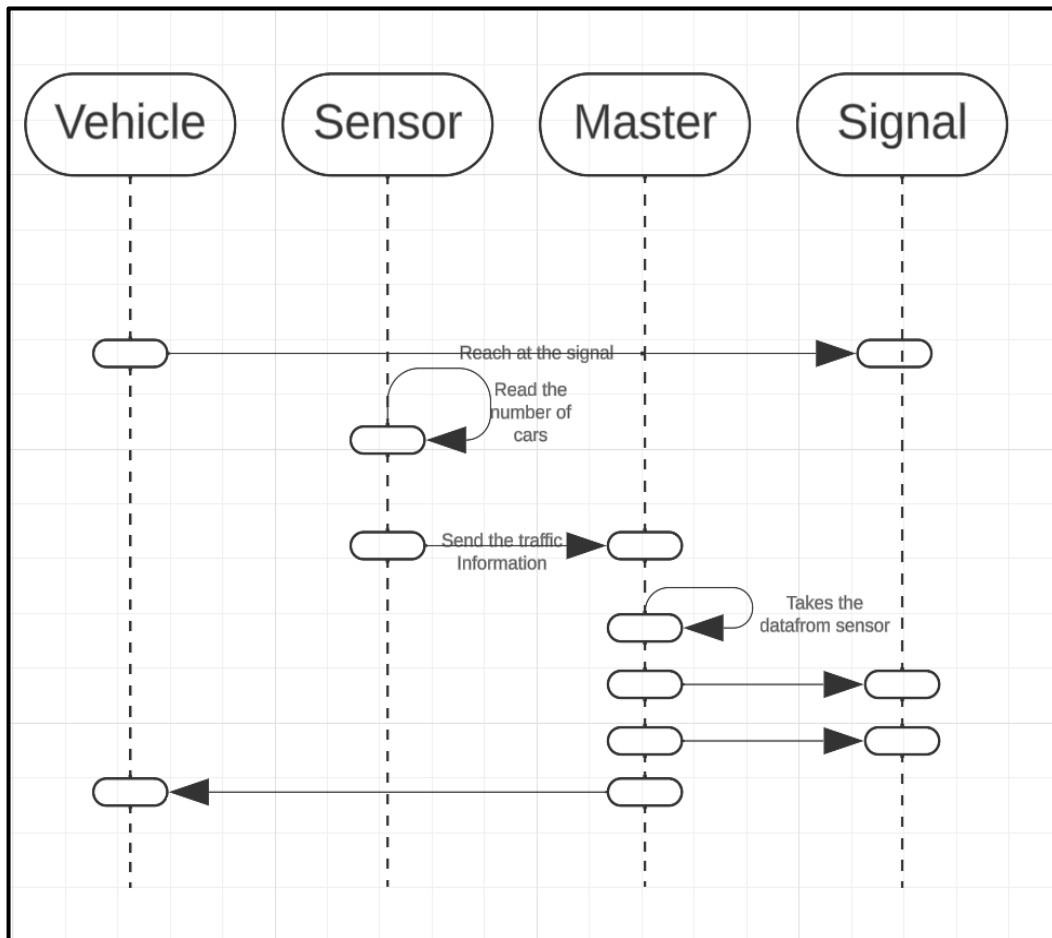 Vehicle
Sensor
Master
Signal
Reach at the signal
Read the
number of
cars
Send the traffic
Information
Takes the
datafrom sensor